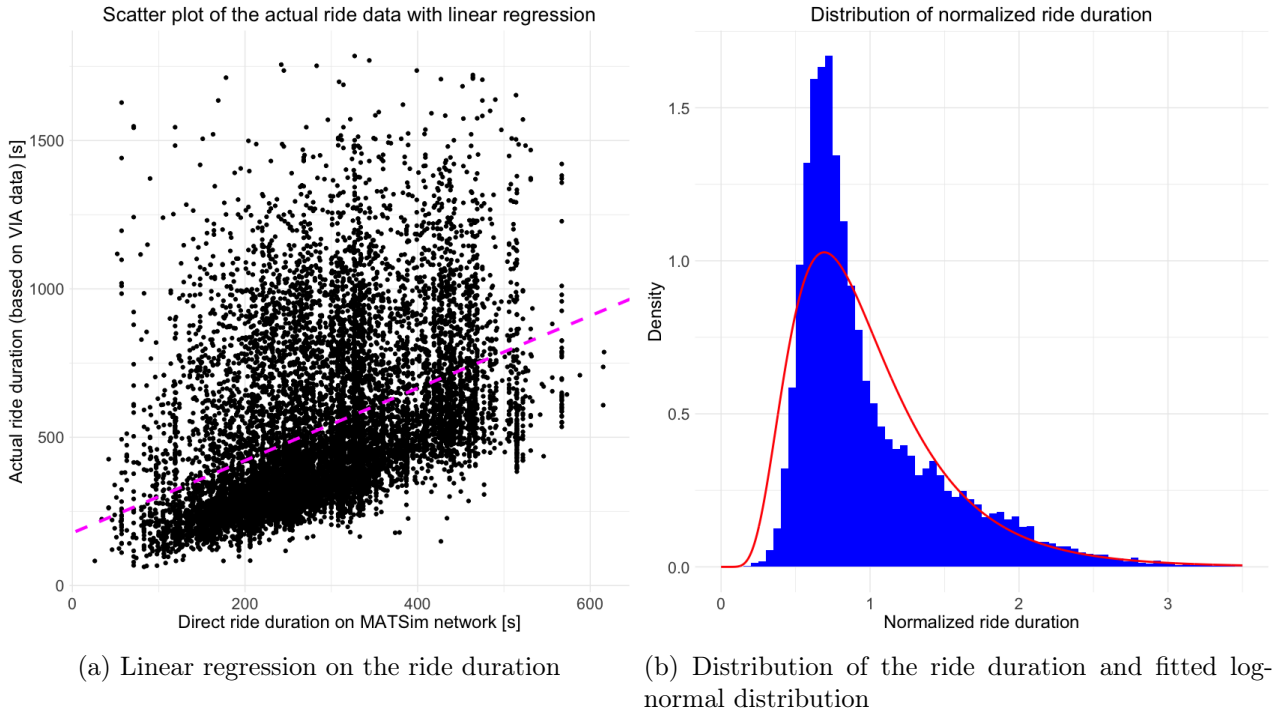 Scatter plot of the actual ride data with linear regression
Actual ride duration (based on VIA data) [s]
1500
1000
500
0
0 200 400 600
Direct ride duration on MATSim network [s]
(a) Linear regression on the ride duration
Distribution of normalized ride duration
Density
1.5
1.0
0.5
0.0
0 1 2 3
Normalized ride duration
(b) Distribution of the ride duration and fitted log-
normal distribution